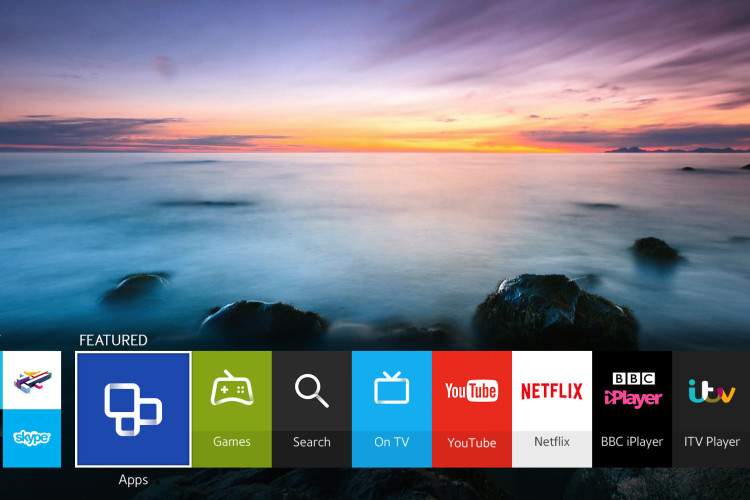 FEATURED
skype
Apps
Games
Search
On TV
YouTube
YouTube
NETFLIX
Netflix
BBC
iPlayer
BBC iPlayer
itv
ITV Player